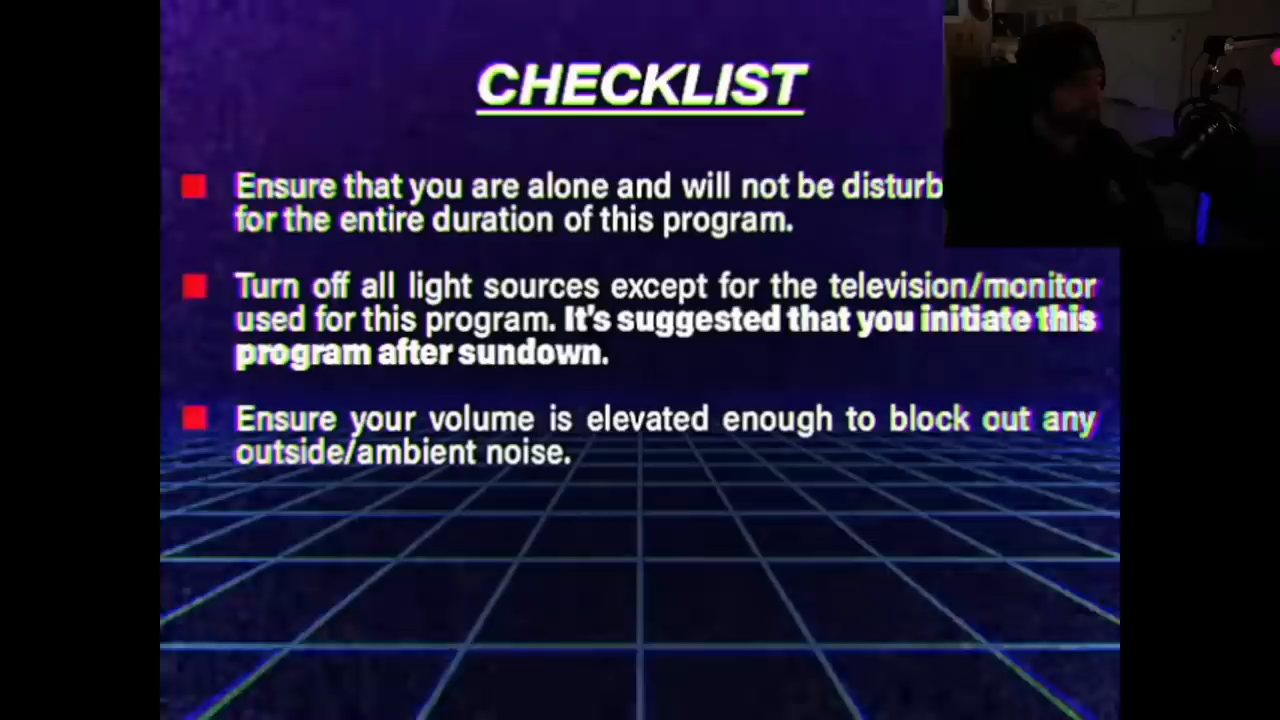 CHECKLIST
Ensure that you are alone and will not be disturb
for the entire duration of this program.
Turn off all light sources except for the television/monitor
used for this program. It's suggested that you initiate this
program after sundown.
Ensure your volume is elevated enough to block out any
outside/ambient noise.